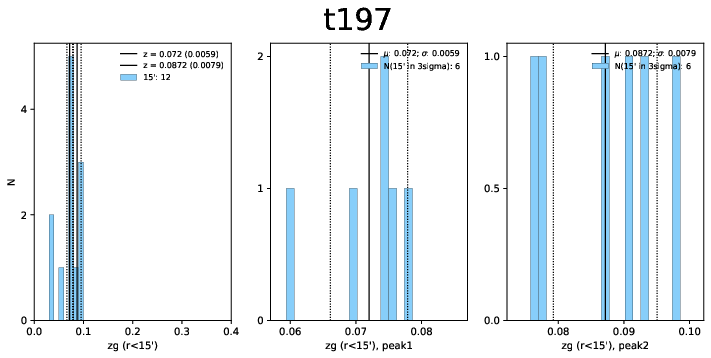 t197
z = 0.072 (0.0059)
z = 0.0872 (0.0079)
15': 12
N
4
2
0
0.0 0.1 0.2 0.3 0.4
zg (r<15')
μ: 0.072; σ: 0.0059
N(15' in 3sigma): 6
2
1
0
0.06 0.07 0.08
zg (r<15'), peak1
μ: 0.0872; σ: 0.0079
N(15' in 3sigma): 6
1.0
0.5
0.0
0.08 0.09 0.10
zg (r<15'), peak2